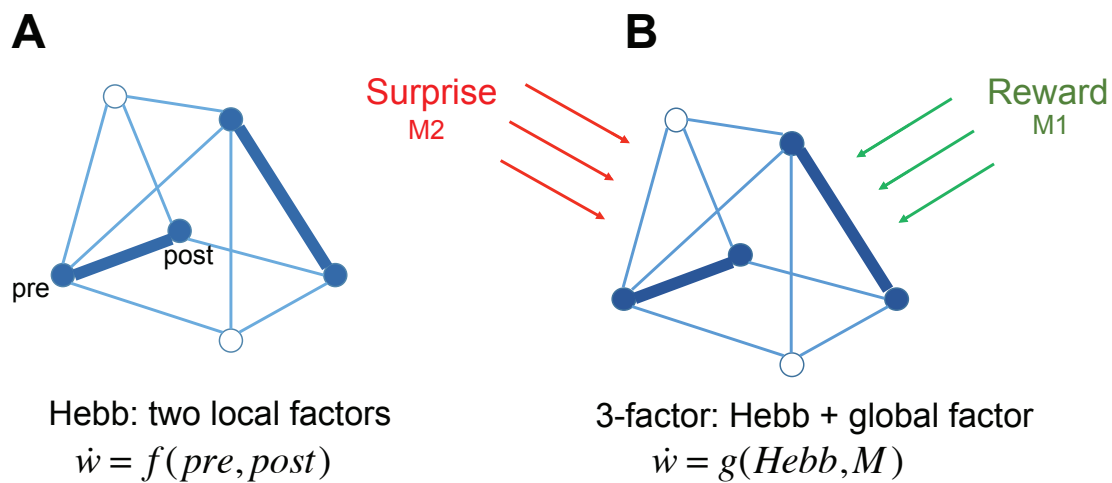 A
pre
post
Hebb: two local factors
ẇ = f(pre, post)
B
Surprise
M2
Reward
M1
3-factor: Hebb + global factor
ẇ = g(Hebb, M)